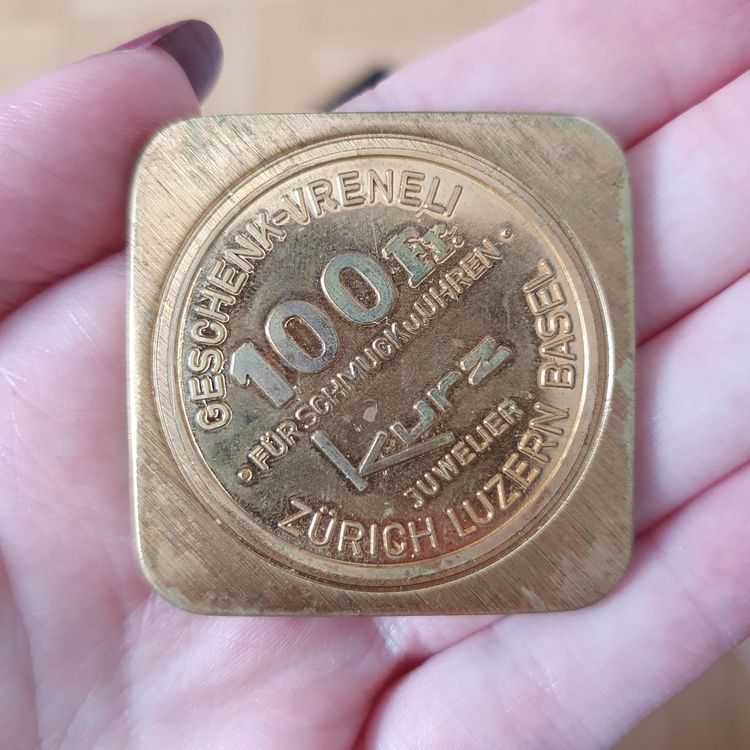 GESCHENK-VRENELI
100 Fr.
• FÜR SCHMUCK u. UHREN •
Kurz
JUWELIER
ZÜRICH LUZERN BASEL